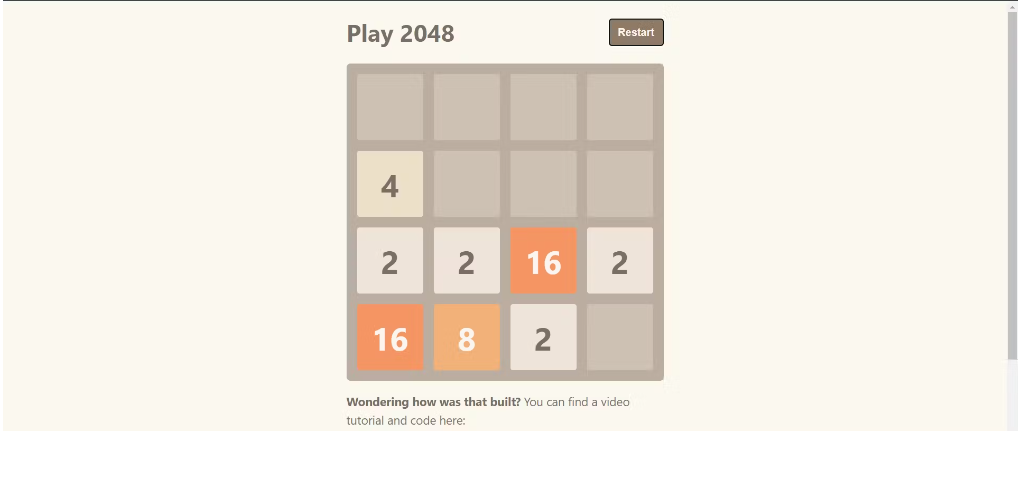 Play 2048
Restart
4
2 2 16 2
16 8 2
Wondering how was that built? You can find a video
tutorial and code here: